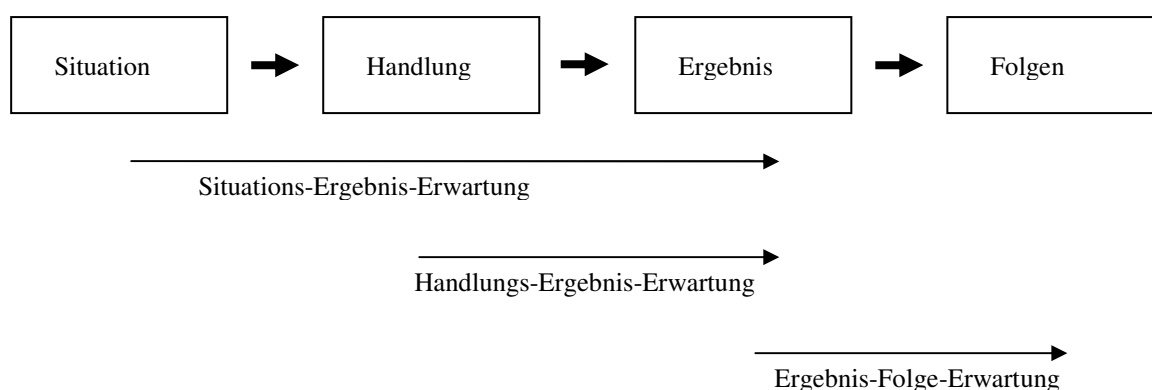 Situation
Handlung
Ergebnis
Folgen
Situations-Ergebnis-Erwartung
Handlungs-Ergebnis-Erwartung
Ergebnis-Folge-Erwartung